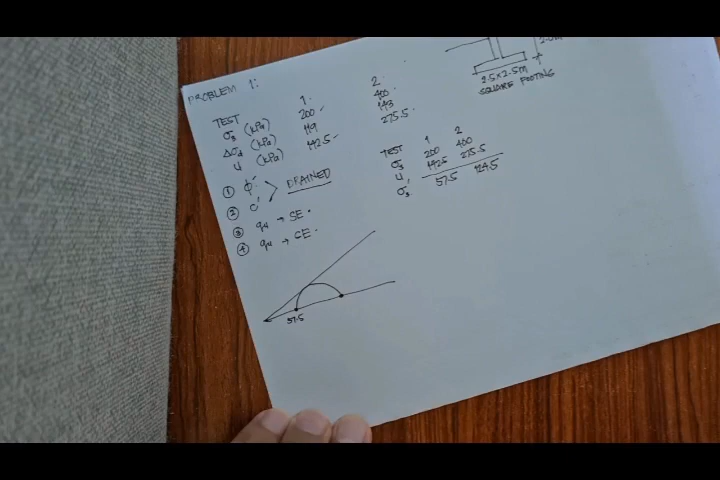 PROBLEM 1:
TEST 1. 2.
σ3 (kPa) 200 400
Δσd (kPa) 119 193
u (kPa) 142.5 275.5
① φ'
② c' DRAINED
③ qu → SE
④ qu → CE
2.5 x 2.5m
SQUARE FOOTING
TEST 1 2
σ3 200 400
u 142.5 275.5
σ3' 57.5 124.5
57.5